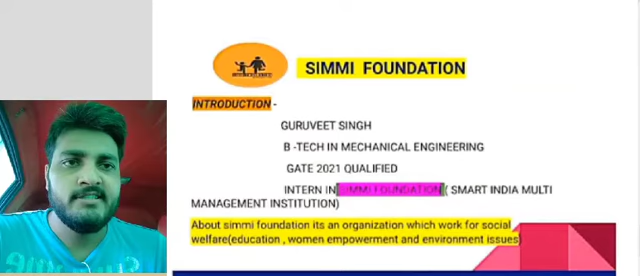 SIMMI FOUNDATION
INTRODUCTION -
GURUVEET SINGH
B -TECH IN MECHANICAL ENGINEERING
GATE 2021 QUALIFIED
INTERN IN[SIMMI FOUNDATION]( SMART INDIA MULTI
MANAGEMENT INSTITUTION)
About simmi foundation its an organization which work for social
welfare(education , women empowerment and environment issues)